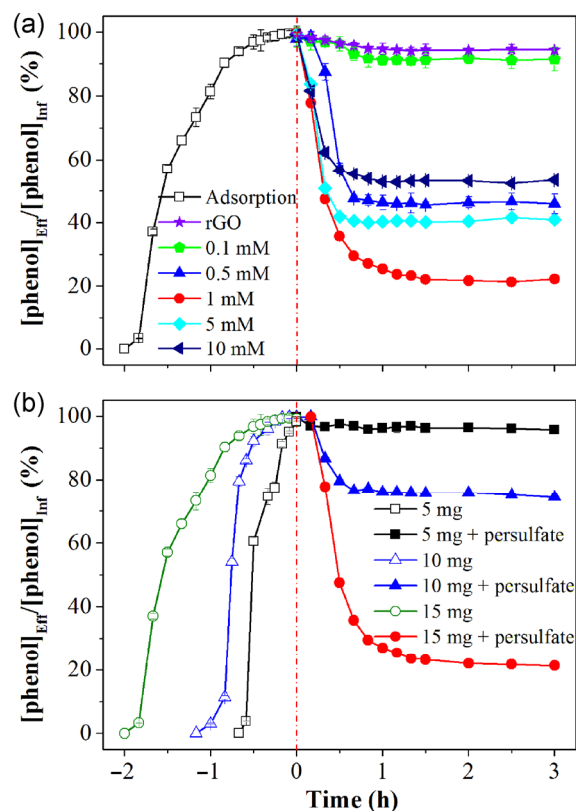 (a)
[phenol]Eff/[phenol]Inf (%)
100
80
60
40
20
0
Adsorption
rGO
0.1 mM
0.5 mM
1 mM
5 mM
10 mM
(b)
[phenol]Eff/[phenol]Inf (%)
100
80
60
40
20
0
5 mg
5 mg + persulfate
10 mg
10 mg + persulfate
15 mg
15 mg + persulfate
−2 −1 0 1 2 3
Time (h)